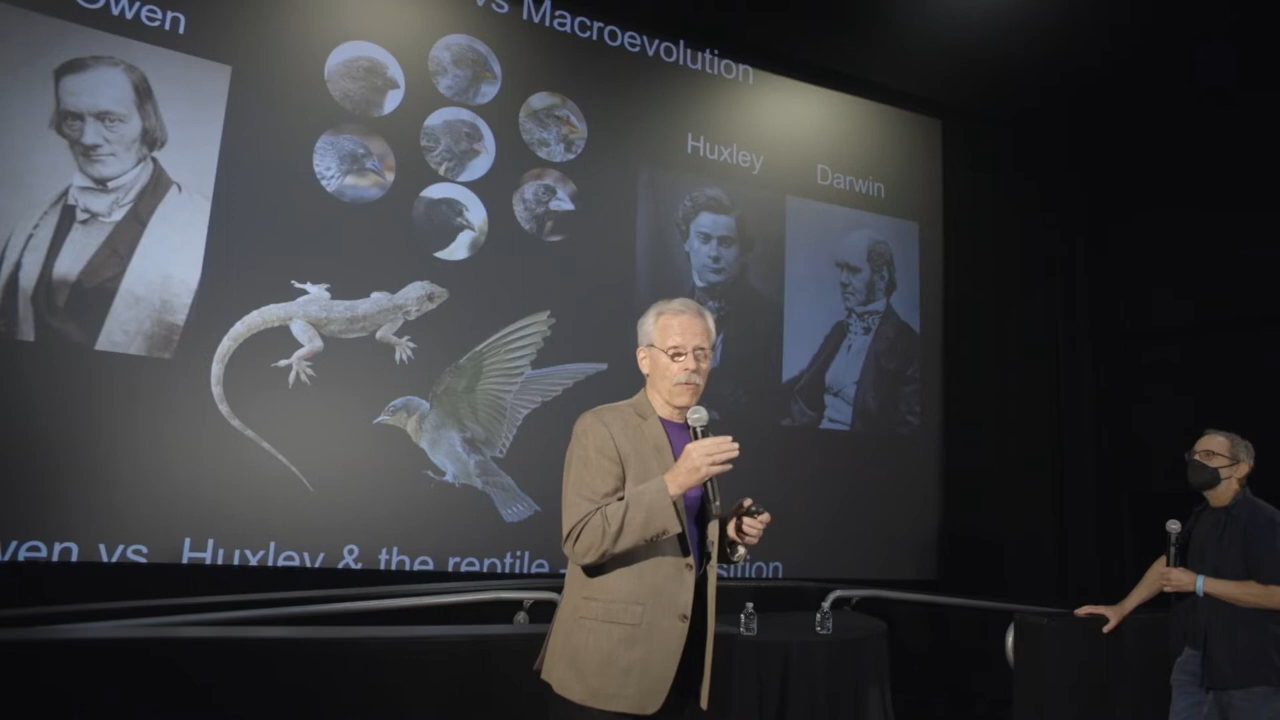 Owen
vs Macroevolution
Huxley
Darwin
wen vs. Huxley & the reptile - sition